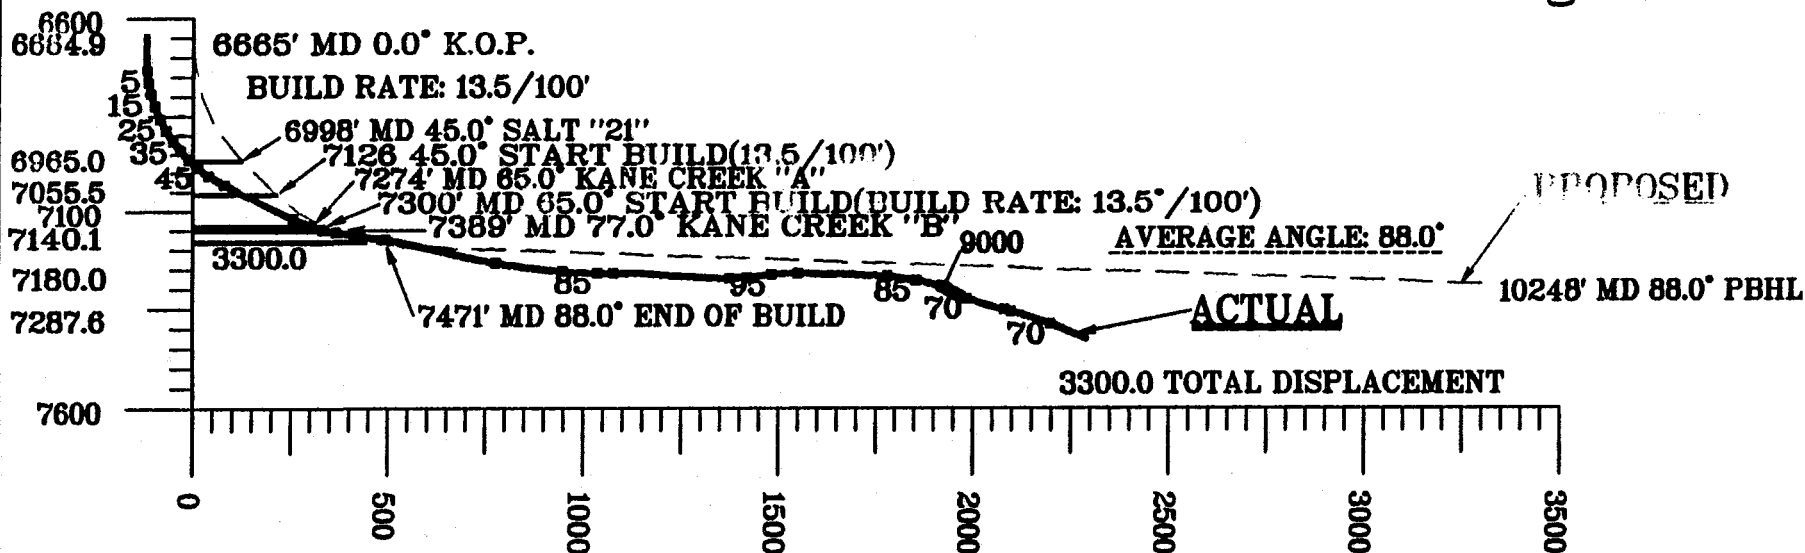 6600
6664.9
6665' MD 0.0° K.O.P.
BUILD RATE: 13.5/100'
5
15
25
35
45
6998' MD 45.0° SALT "21"
6965.0
7126 45.0° START BUILD(13.5/100')
7055.5
7274' MD 65.0° KANE CREEK "A"
7100
7300' MD 65.0° START BUILD(BUILD RATE: 13.5°/100')
PROPOSED
7140.1
7389' MD 77.0° KANE CREEK "B"
9000
AVERAGE ANGLE: 88.0°
3300.0
7180.0
85
95
85
70
70
10248' MD 88.0° PBHL
7287.6
7471' MD 88.0° END OF BUILD
ACTUAL
3300.0 TOTAL DISPLACEMENT
7600
0
500
1000
1500
2000
2500
3000
3500